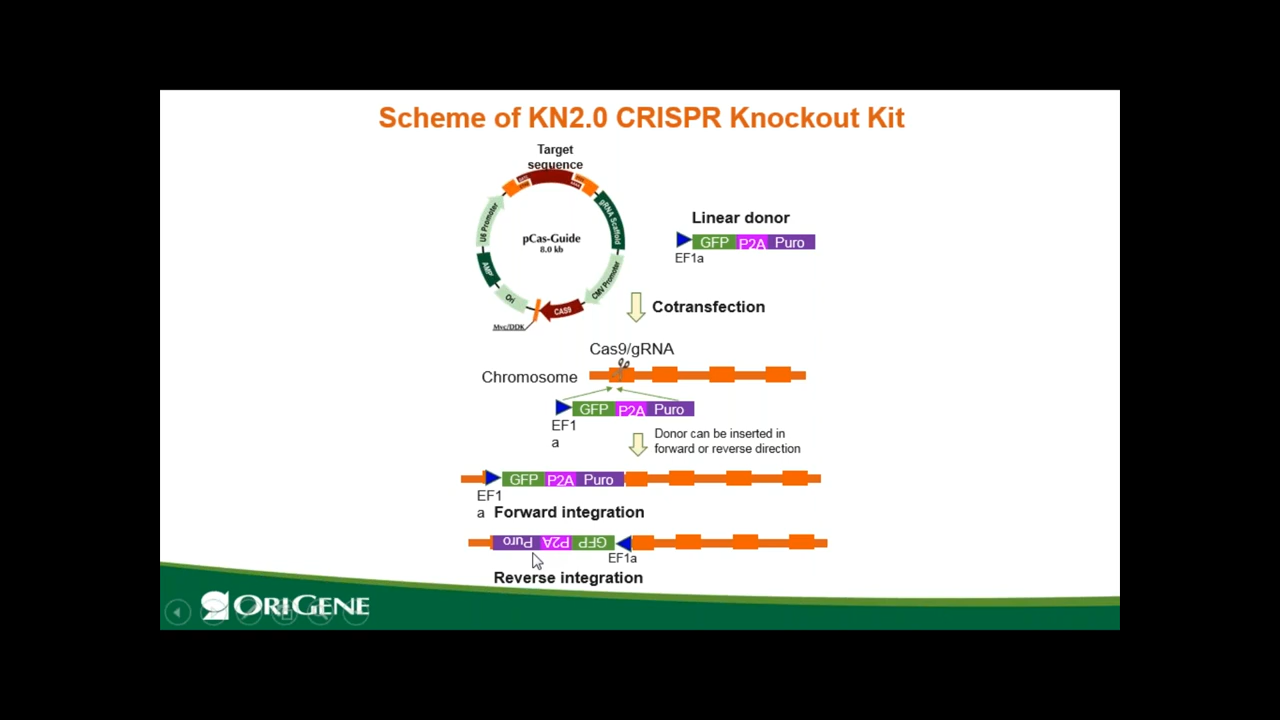 Scheme of KN2.0 CRISPR Knockout Kit
Target
sequence
U6 Promoter
gRNA Scaffold
pCas-Guide
8.0 kb
AMP
CMV Promoter
Ori
CAS9
Myc/DDK
Linear donor
GFP P2A Puro
EF1a
Cotransfection
Cas9/gRNA
Chromosome
GFP P2A Puro
EF1
a
Donor can be inserted in
forward or reverse direction
GFP P2A Puro
EF1
a Forward integration
Puro P2A GFP
EF1a
Reverse integration
ORIGENE